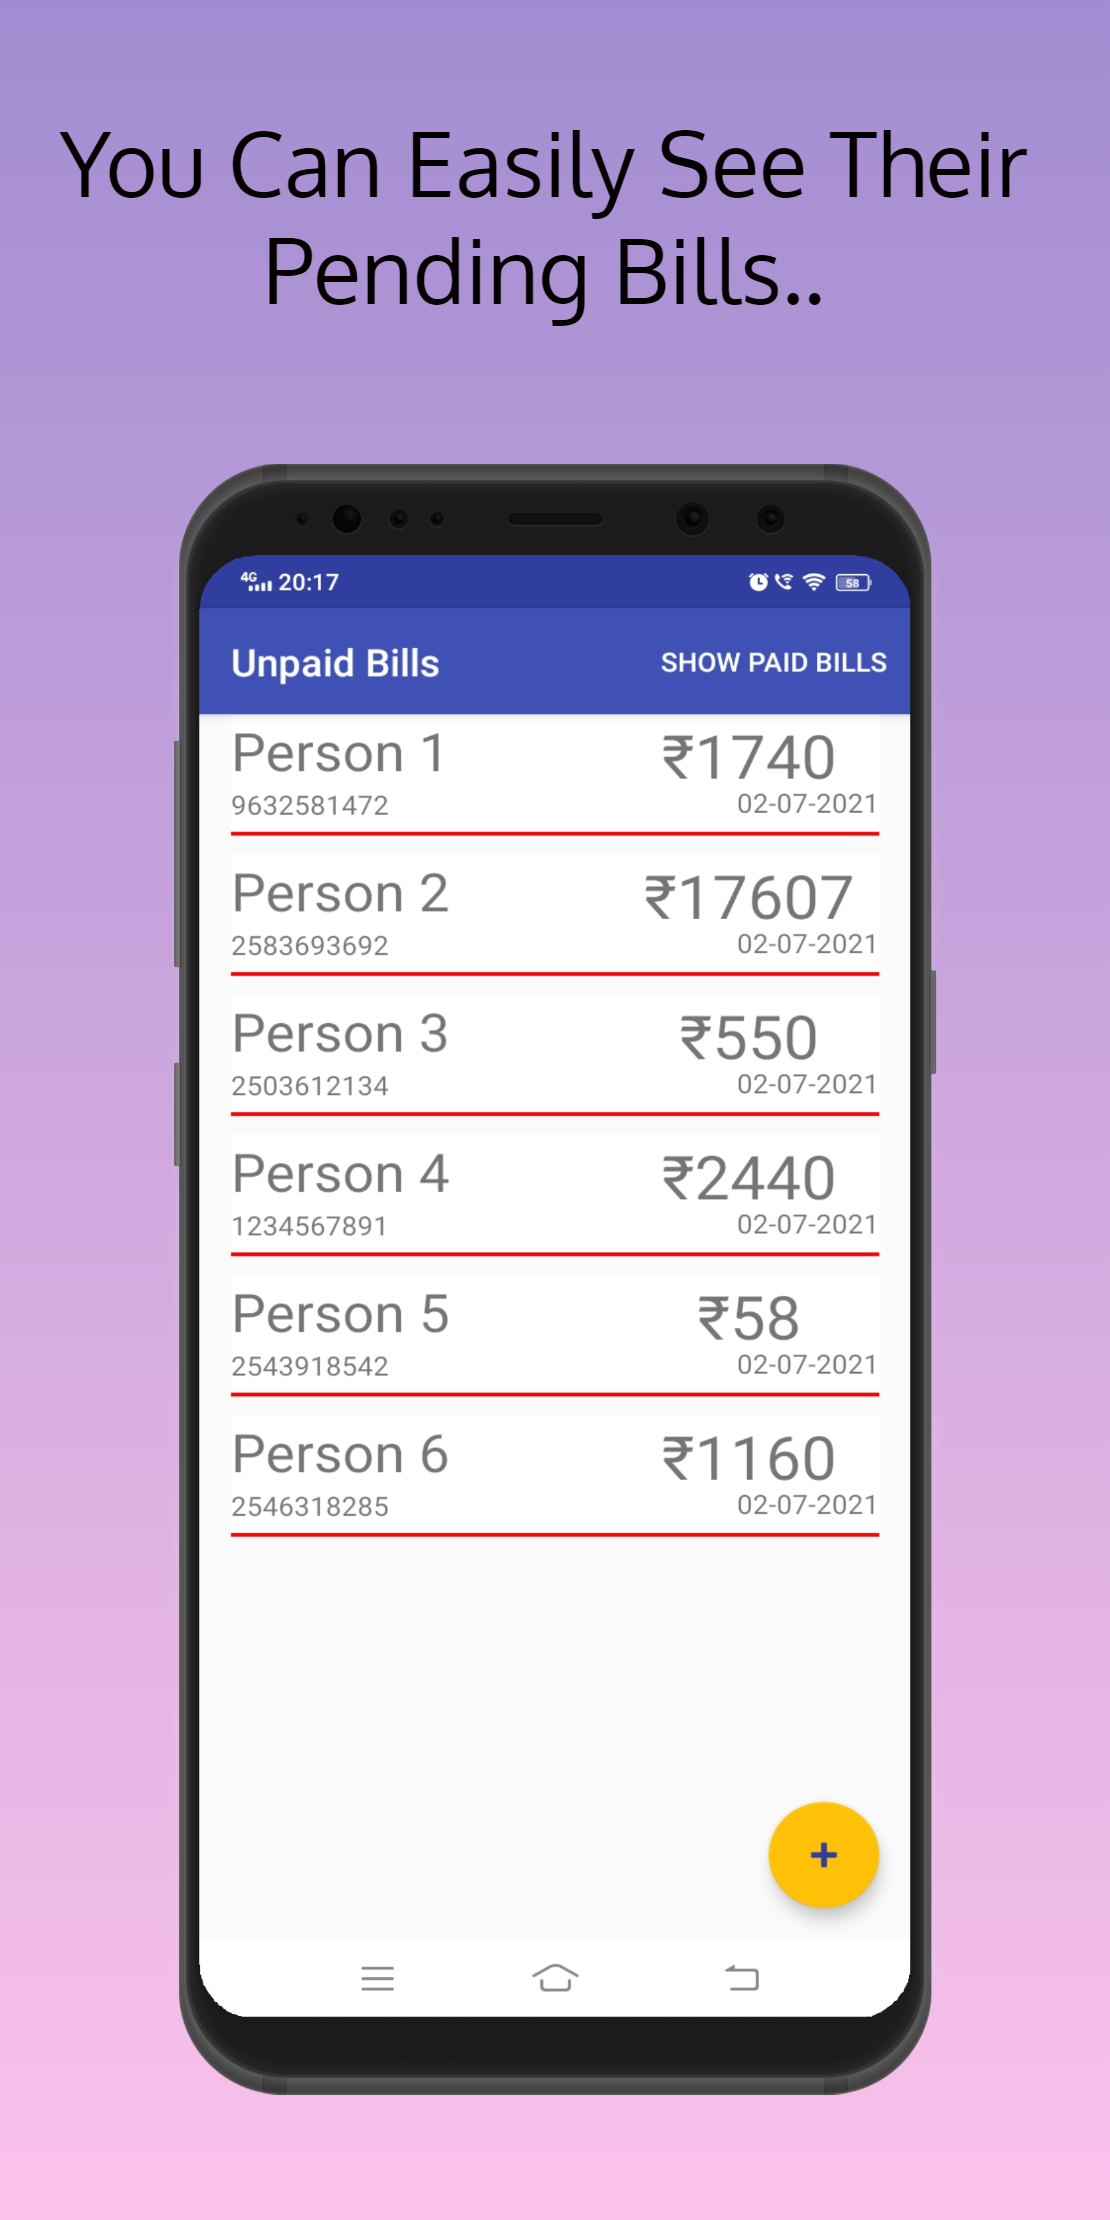 You Can Easily See Their
Pending Bills..
4G 20:17 58
Unpaid Bills SHOW PAID BILLS
Person 1 ₹1740
9632581472 02-07-2021
Person 2 ₹17607
2583693692 02-07-2021
Person 3 ₹550
2503612134 02-07-2021
Person 4 ₹2440
1234567891 02-07-2021
Person 5 ₹58
2543918542 02-07-2021
Person 6 ₹1160
2546318285 02-07-2021
+